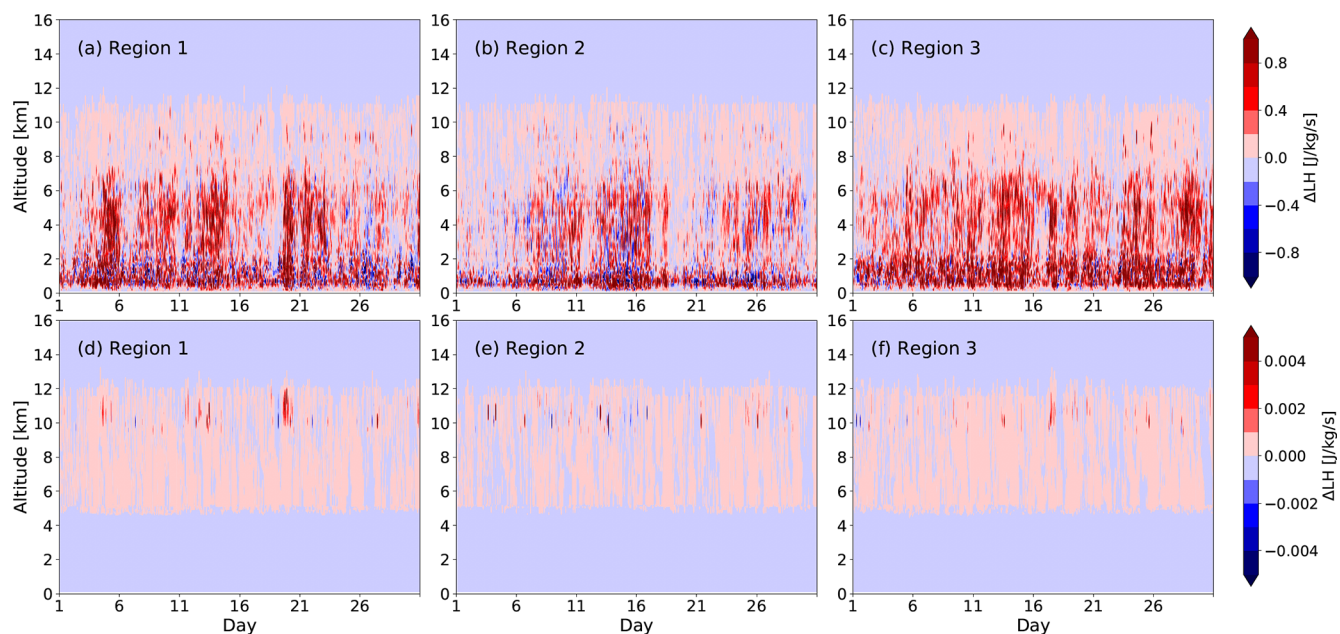 16 16 16
(a) Region 1 (b) Region 2 (c) Region 3
14 14 14
12 12 12
10 10 10
8 8 8
6 6 6
4 4 4
2 2 2
0 0 0
Altitude [km]
1 6 11 16 21 26 1 6 11 16 21 26 1 6 11 16 21 26
0.8
0.4
0.0
−0.4
−0.8
ΔLH [J/kg/s]
16 16 16
(d) Region 1 (e) Region 2 (f) Region 3
14 14 14
12 12 12
10 10 10
8 8 8
6 6 6
4 4 4
2 2 2
0 0 0
Altitude [km]
1 6 11 16 21 26 1 6 11 16 21 26 1 6 11 16 21 26
Day Day Day
0.004
0.002
0.000
−0.002
−0.004
ΔLH [J/kg/s]